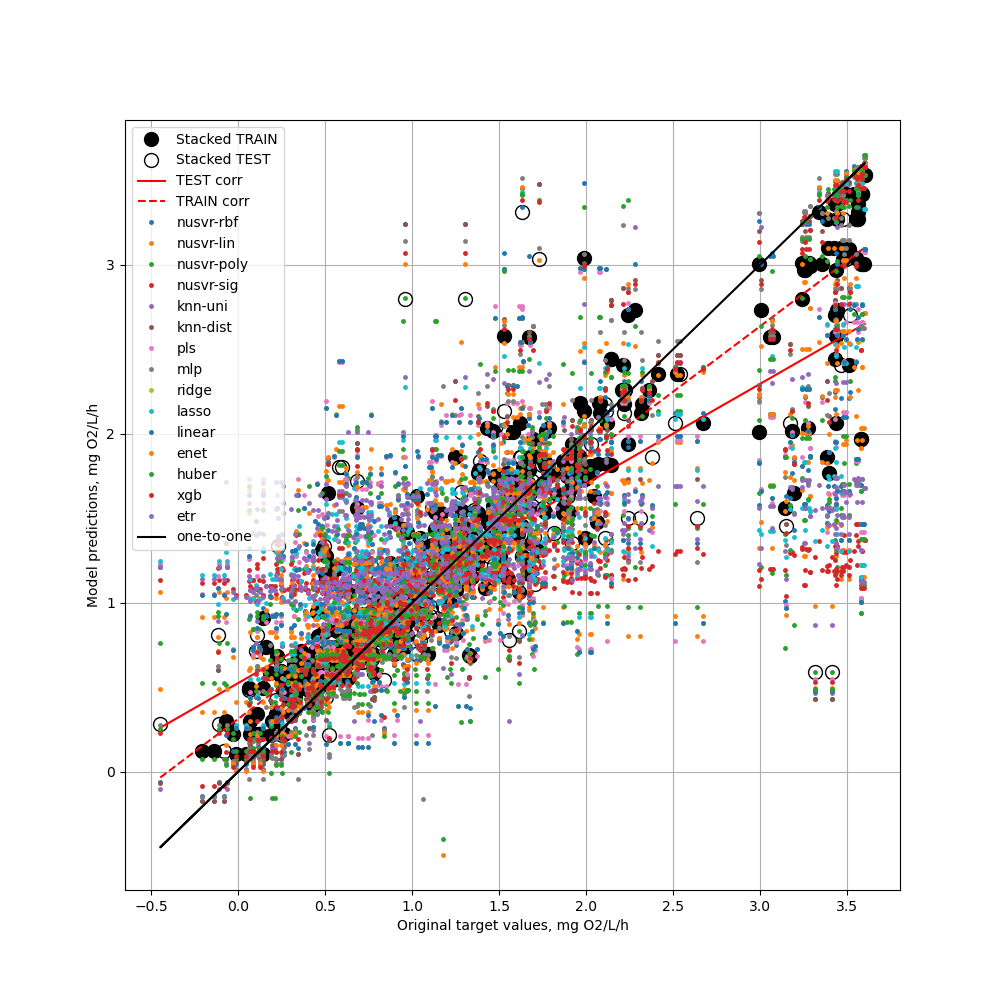 Stacked TRAIN
Stacked TEST
TEST corr
TRAIN corr
nusvr-rbf
nusvr-lin
nusvr-poly
nusvr-sig
knn-uni
knn-dist
pls
mlp
ridge
lasso
linear
enet
huber
xgb
etr
one-to-one
3
2
1
0
−0.5
0.0
0.5
1.0
1.5
2.0
2.5
3.0
3.5
Original target values, mg O2/L/h
Model predictions, mg O2/L/h